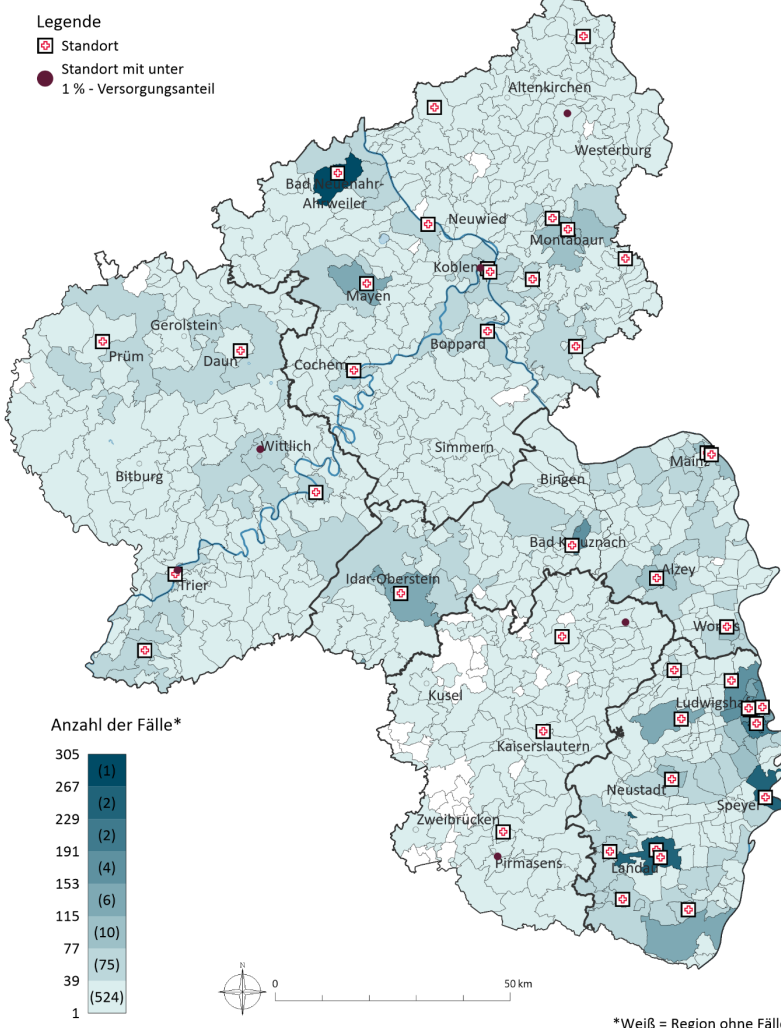 Legende
Standort
Standort mit unter
1 % - Versorgungsanteil
Altenkirchen
Westerburg
Bad Neuenahr-
Ahrweiler
Neuwied
Montabaur
Koblenz
Mayen
Gerolstein
Prüm
Daun
Boppard
Cochem
Wittlich
Simmern
Mainz
Bitburg
Bingen
Bad Kreuznach
Trier
Idar-Oberstein
Alzey
Worms
Kusel
Ludwigshafen
Kaiserslautern
Neustadt
Speyer
Zweibrücken
Pirmasens
Landau
Anzahl der Fälle*
305
(1)
267
(2)
229
(2)
191
(4)
153
(6)
115
(10)
77
(75)
39
(524)
1
N
0
50 km
*Weiß = Region ohne Fälle